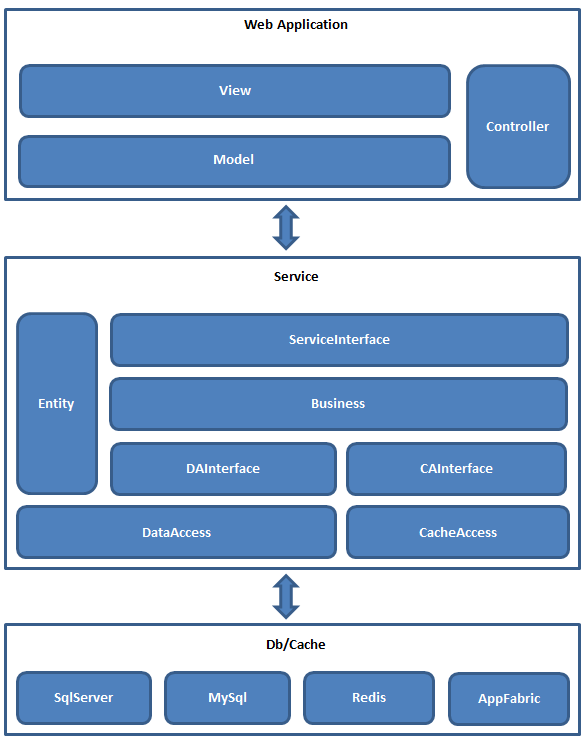 Web Application
View
Controller
Model
Service
ServiceInterface
Entity
Business
DAInterface
CAInterface
DataAccess
CacheAccess
Db/Cache
SqlServer
MySql
Redis
AppFabric